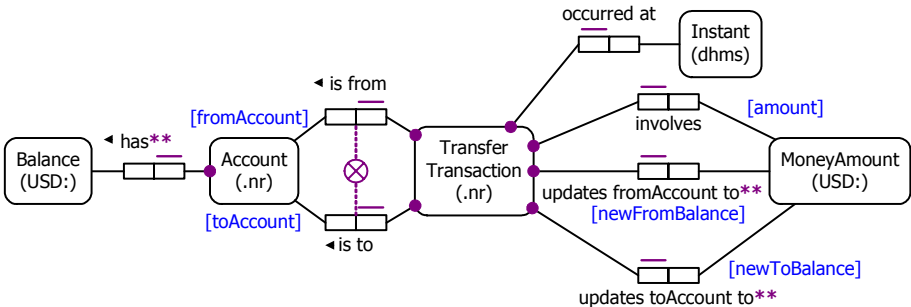 occurred at
Instant
(dhms)
◄ is from
[fromAccount]
[amount]
involves
◄ has**
Balance
(USD:)
Account
(.nr)
Transfer
Transaction
(.nr)
MoneyAmount
(USD:)
updates fromAccount to**
[newFromBalance]
[toAccount]
◄ is to
[newToBalance]
updates toAccount to**